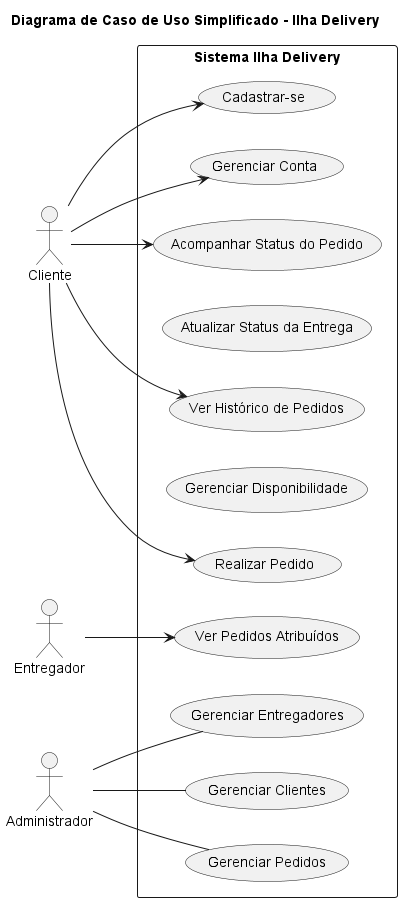 Diagrama de Caso de Uso Simplificado - Ilha Delivery
Sistema Ilha Delivery
Cadastrar-se
Gerenciar Conta
Acompanhar Status do Pedido
Cliente
Atualizar Status da Entrega
Ver Histórico de Pedidos
Gerenciar Disponibilidade
Realizar Pedido
Ver Pedidos Atribuídos
Entregador
Gerenciar Entregadores
Gerenciar Clientes
Administrador
Gerenciar Pedidos